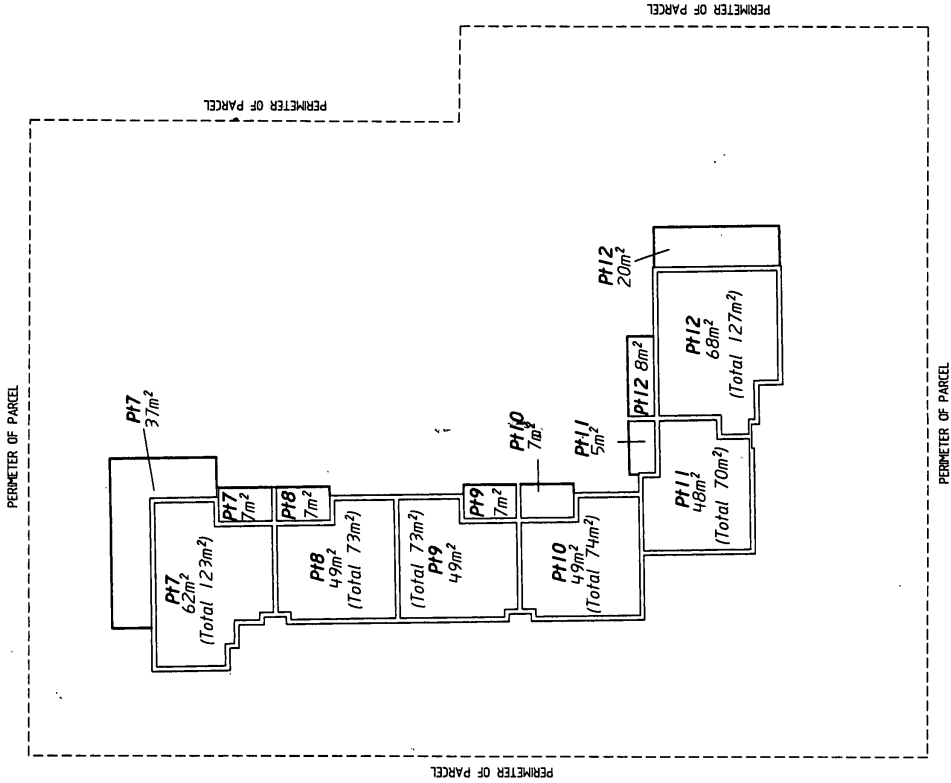 PERIMETER OF PARCEL
PERIMETER OF PARCEL
PERIMETER OF PARCEL
PERIMETER OF PARCEL
PERIMETER OF PARCEL
Pt7
37m²
Pt7
7m²
Pt8
7m²
Pt7
62m²
(Total 123m²)
Pt8
49m²
(Total 73m²)
(Total 73m²)
Pt9
49m²
Pt9
7m²
Pt10
7m²
Pt10
49m²
(Total 74m²)
Pt11
5m²
Pt11
48m²
(Total 70m²)
Pt12 8m²
Pt12
20m²
Pt12
68m²
(Total 127m²)